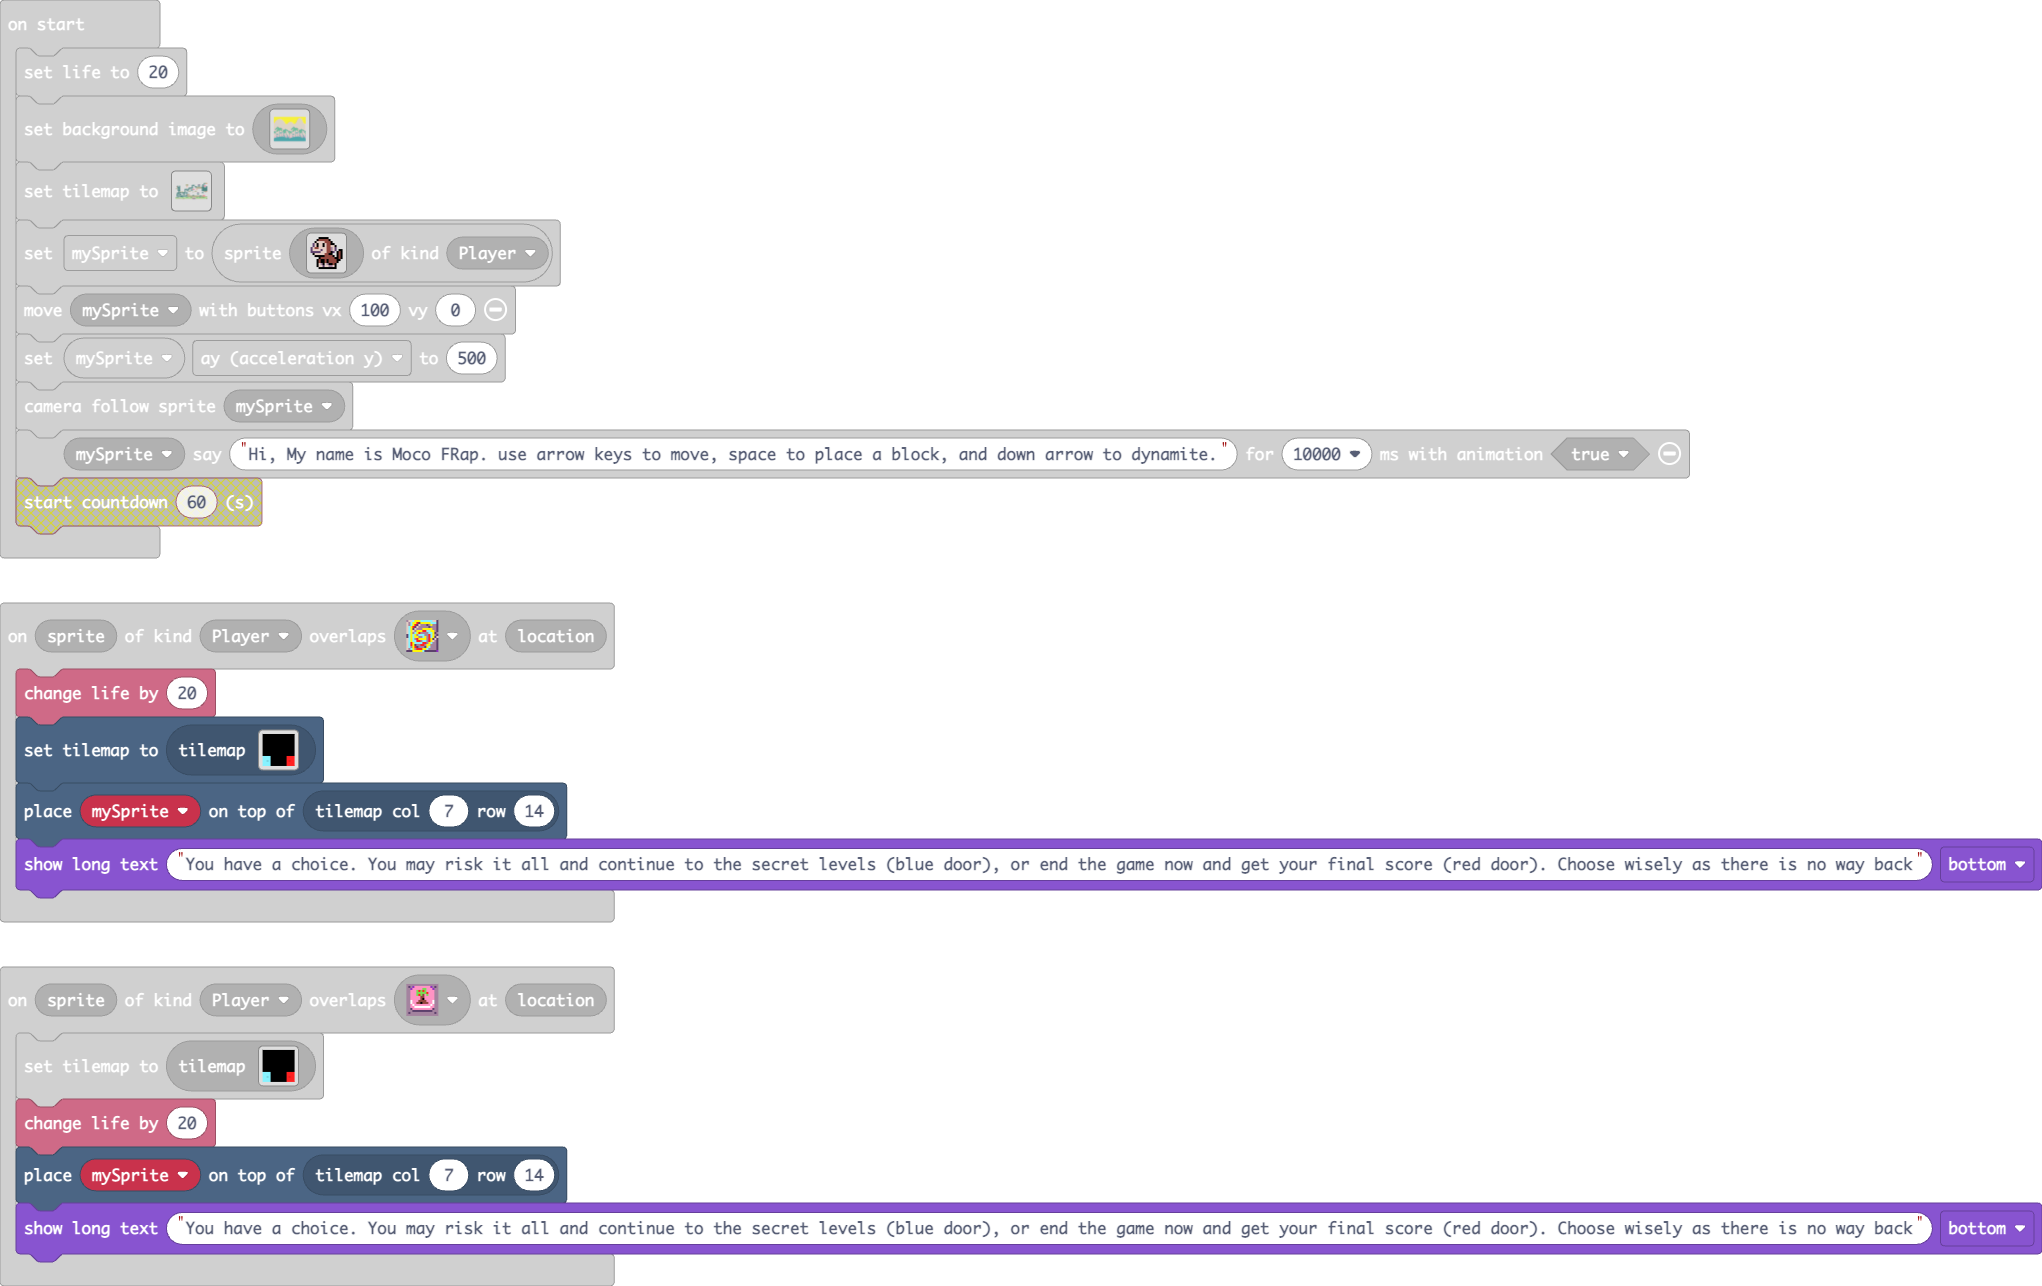 on start
set life to 20
set background image to
set tilemap to
set mySprite to sprite of kind Player
move mySprite with buttons vx 100 vy 0
set mySprite ay (acceleration y) to 500
camera follow sprite mySprite
mySprite say "Hi, My name is Moco FRap. use arrow keys to move, space to place a block, and down arrow to dynamite." for 10000 ms with animation true
start countdown 60 (s)
on sprite of kind Player overlaps at location
change life by 20
set tilemap to tilemap
place mySprite on top of tilemap col 7 row 14
show long text "You have a choice. You may risk it all and continue to the secret levels (blue door), or end the game now and get your final score (red door). Choose wisely as there is no way back" bottom
on sprite of kind Player overlaps at location
set tilemap to tilemap
change life by 20
place mySprite on top of tilemap col 7 row 14
show long text "You have a choice. You may risk it all and continue to the secret levels (blue door), or end the game now and get your final score (red door). Choose wisely as there is no way back" bottom